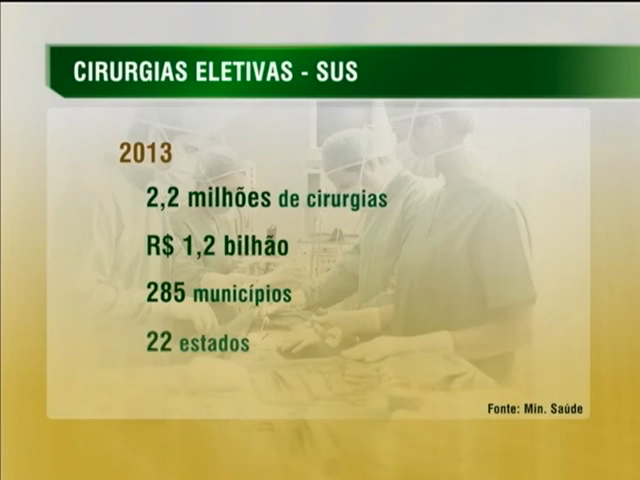 CIRURGIAS ELETIVAS - SUS
2013
2,2 milhões de cirurgias
R$ 1,2 bilhão
285 municípios
22 estados
Fonte: Min. Saúde